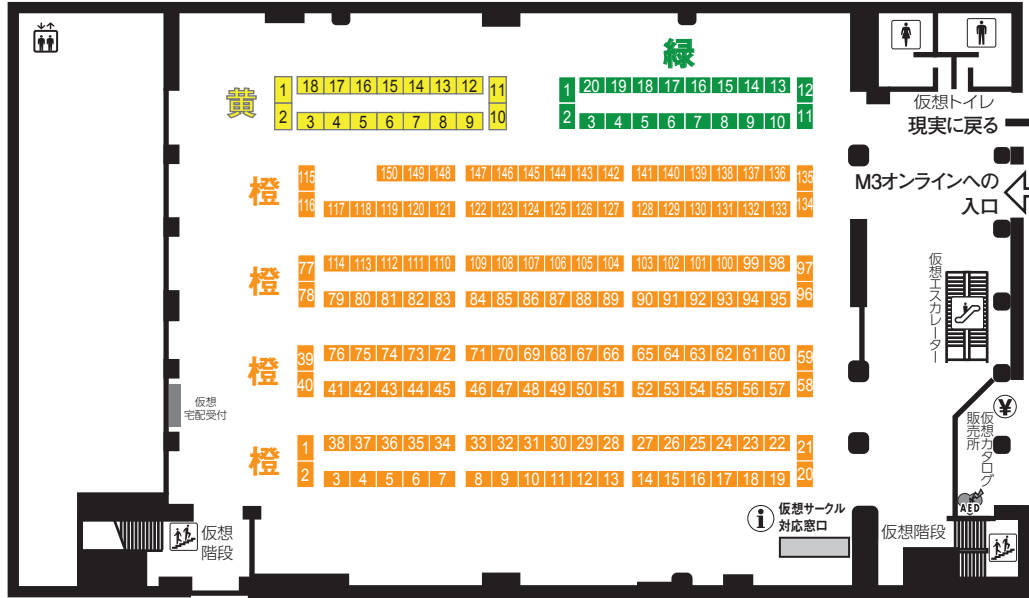 緑
黄
1 18 17 16 15 14 13 12 11
2 3 4 5 6 7 8 9 10
1 20 19 18 17 16 15 14 13 12
2 3 4 5 6 7 8 9 10 11
仮想トイレ
現実に戻る
M3オンラインへの
入口
橙
115 150 149 148 147 146 145 144 143 142 141 140 139 138 137 136 135
116 117 118 119 120 121 122 123 124 125 126 127 128 129 130 131 132 133 134
橙
77 114 113 112 111 110 109 108 107 106 105 104 103 102 101 100 99 98 97
78 79 80 81 82 83 84 85 86 87 88 89 90 91 92 93 94 95 96
仮想エスカレーター
橙
39 76 75 74 73 72 71 70 69 68 67 66 65 64 63 62 61 60 59
40 41 42 43 44 45 46 47 48 49 50 51 52 53 54 55 56 57 58
仮想
宅配受付
¥
仮想カタログ
販売所
橙
1 38 37 36 35 34 33 32 31 30 29 28 27 26 25 24 23 22 21
2 3 4 5 6 7 8 9 10 11 12 13 14 15 16 17 18 19 20
AED
仮想
階段
i
仮想サークル
対応窓口
仮想階段